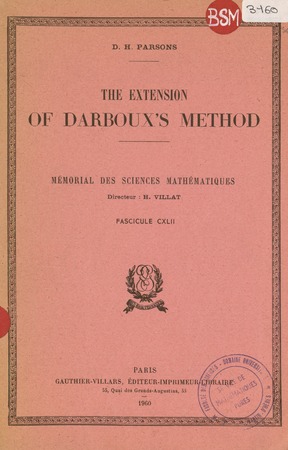 BSM
B460
D. H. PARSONS
THE EXTENSION
OF DARBOUX'S METHOD
MÉMORIAL DES SCIENCES MATHÉMATIQUES
Directeur : H. VILLAT
FASCICULE CXLII
PARIS
GAUTHIER-VILLARS, ÉDITEUR-IMPRIMEUR-LIBRAIRE
55, Quai des Grands-Augustins, 55
1960